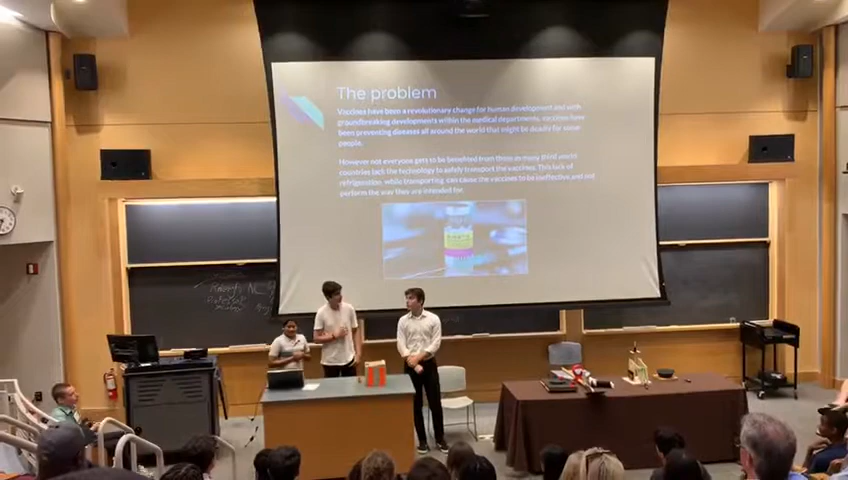 The problem
Vaccines have been a revolutionary change for human development and with
groundbreaking developments within the medical departments, vaccines have
been preventing diseases all around the world that might be deadly for some
people.
However not everyone gets to be benefited from them as many third world
countries lack the technology to safely transport the vaccines. This lack of
refrigeration, while transporting, can cause the vaccines to be ineffective and not
perform the way they are intended for.